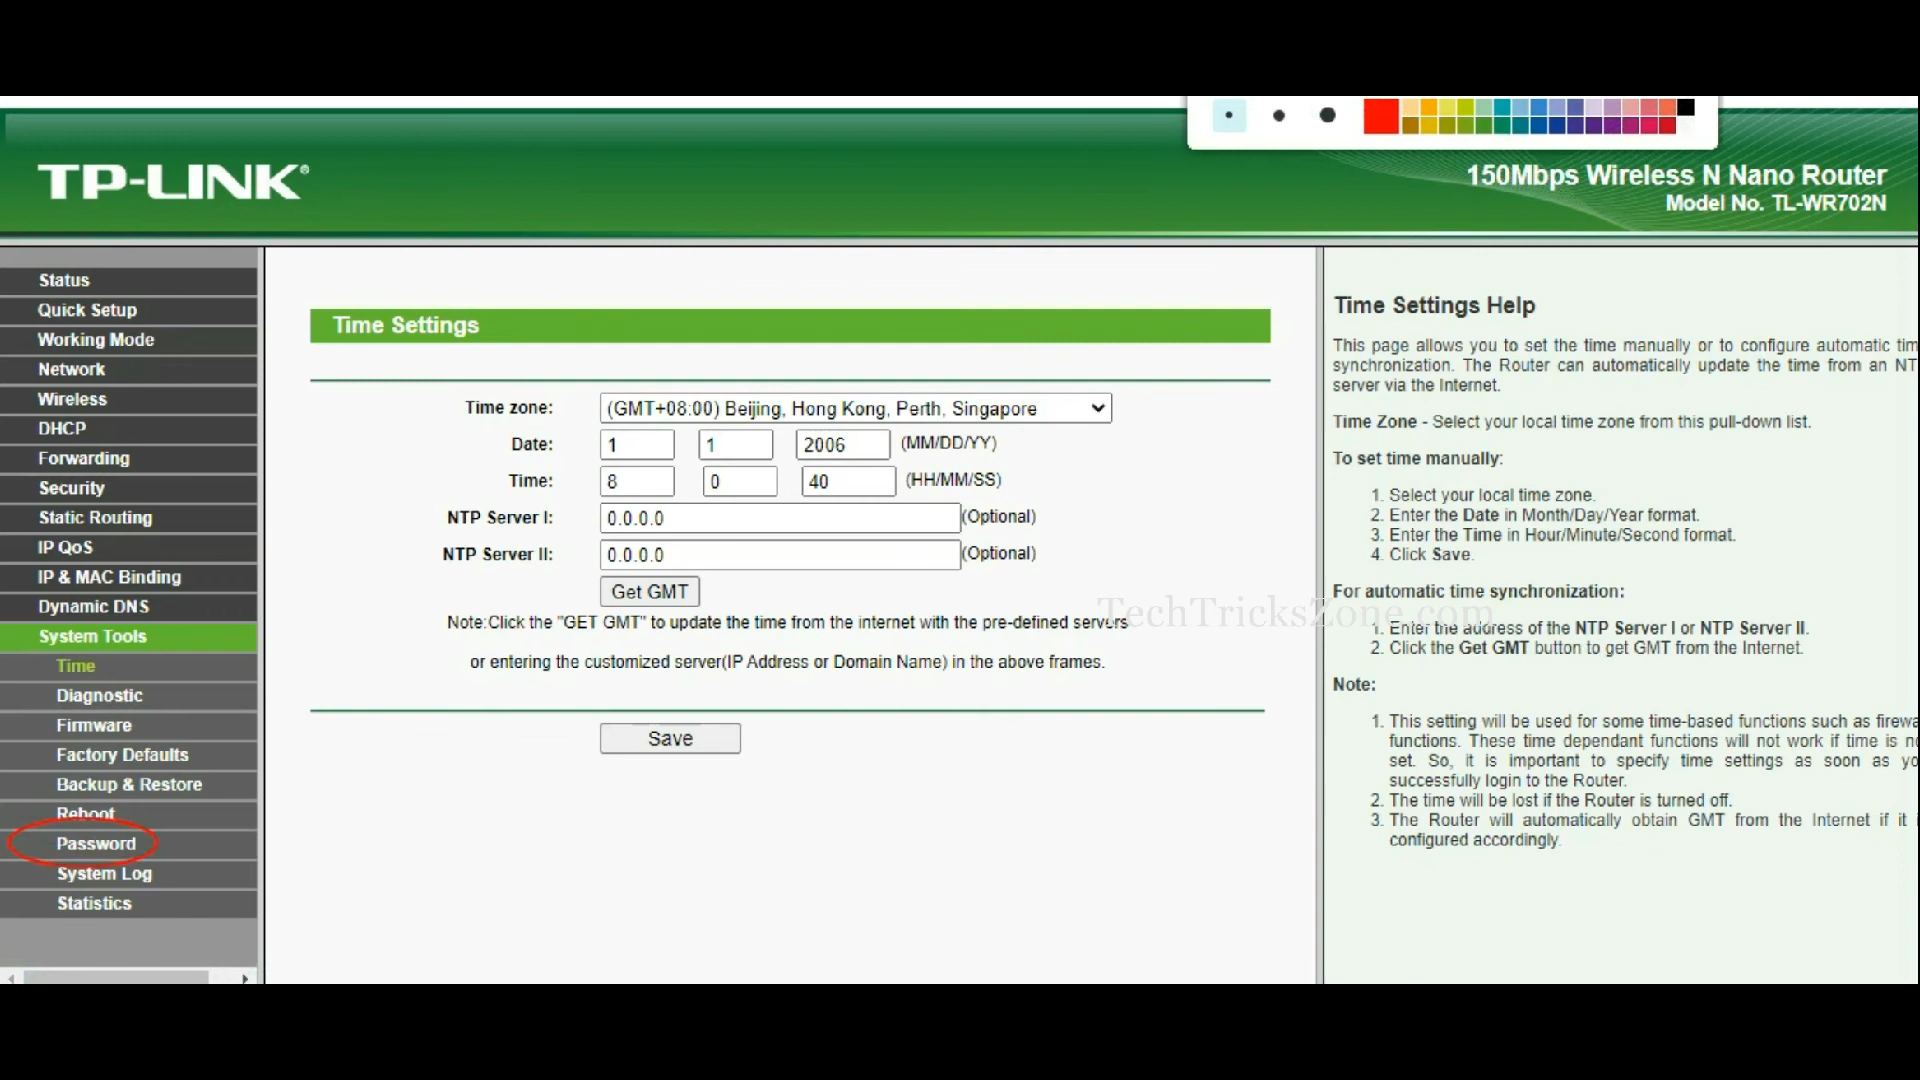 TP-LINK®
150Mbps Wireless N Nano Router
Model No. TL-WR702N
Status
Quick Setup
Working Mode
Network
Wireless
DHCP
Forwarding
Security
Static Routing
IP QoS
IP & MAC Binding
Dynamic DNS
System Tools
Time
Diagnostic
Firmware
Factory Defaults
Backup & Restore
Reboot
Password
System Log
Statistics
Time Settings
Time zone: (GMT+08:00) Beijing, Hong Kong, Perth, Singapore
Date: 1 1 2006 (MM/DD/YY)
Time: 8 0 40 (HH/MM/SS)
NTP Server I: 0.0.0.0 (Optional)
NTP Server II: 0.0.0.0 (Optional)
Get GMT
Note:Click the "GET GMT" to update the time from the internet with the pre-defined servers
or entering the customized server(IP Address or Domain Name) in the above frames.
Save
TechTricksZone.com
Time Settings Help
This page allows you to set the time manually or to configure automatic tim
synchronization. The Router can automatically update the time from an NT
server via the Internet.
Time Zone - Select your local time zone from this pull-down list.
To set time manually:
1. Select your local time zone.
2. Enter the Date in Month/Day/Year format.
3. Enter the Time in Hour/Minute/Second format.
4. Click Save.
For automatic time synchronization:
1. Enter the address of the NTP Server I or NTP Server II.
2. Click the Get GMT button to get GMT from the Internet.
Note:
1. This setting will be used for some time-based functions such as firewa
functions. These time dependant functions will not work if time is no
set. So, it is important to specify time settings as soon as yo
successfully login to the Router.
2. The time will be lost if the Router is turned off.
3. The Router will automatically obtain GMT from the Internet if it i
configured accordingly.